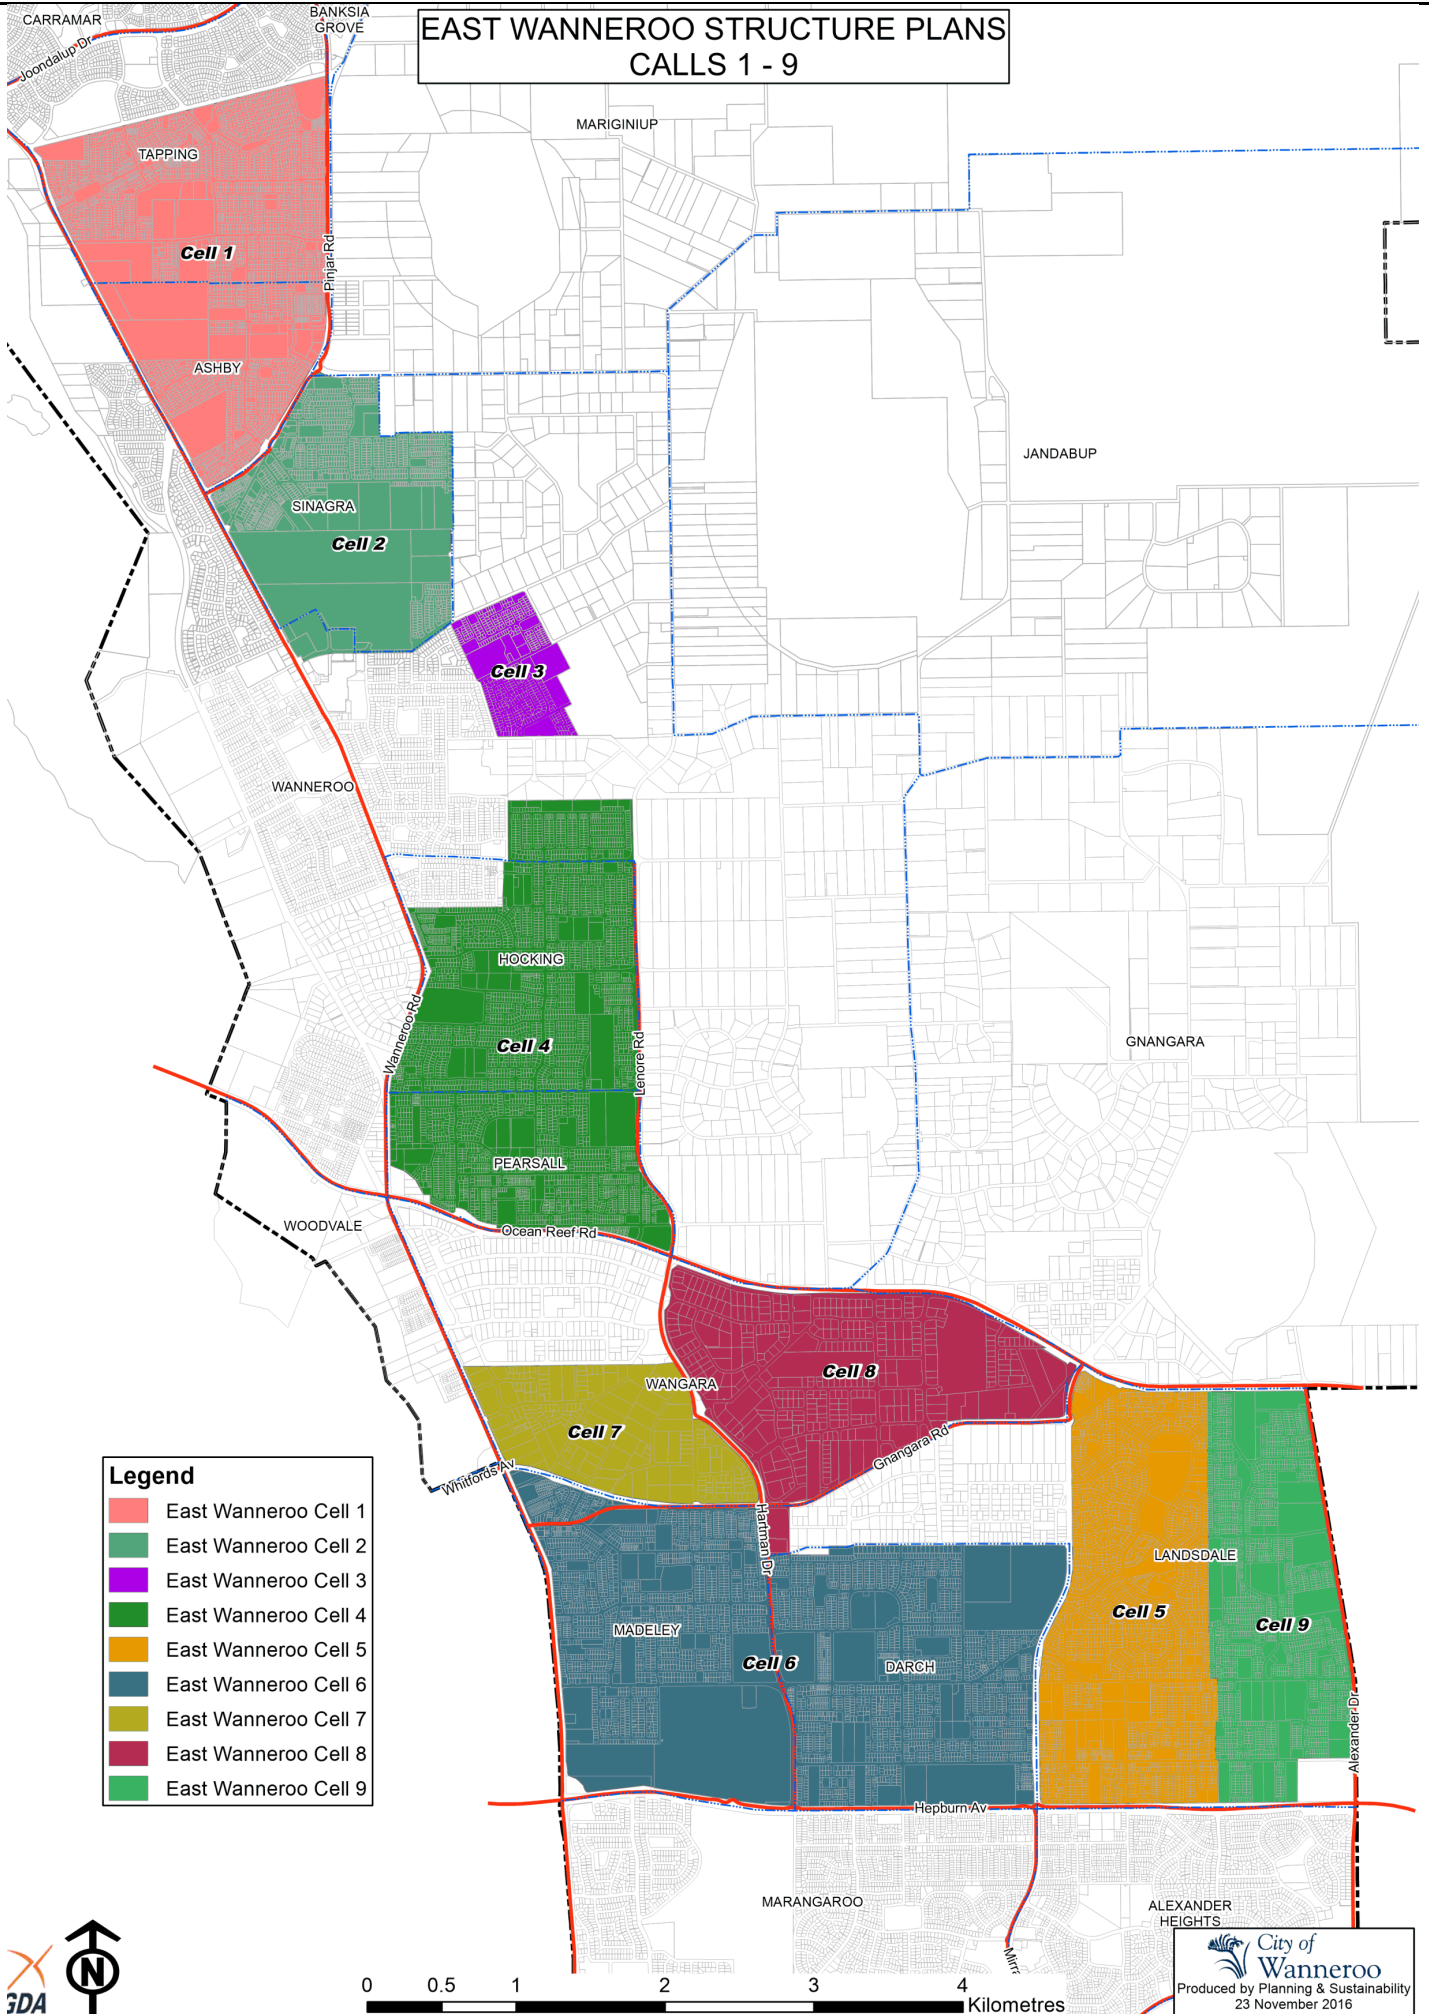 CARRAMAR
BANKSIA
GROVE
Joondalup Dr
EAST WANNEROO STRUCTURE PLANS
CALLS 1 - 9
MARIGINIUP
TAPPING
Cell 1
Pinjar Rd
ASHBY
JANDABUP
SINAGRA
Cell 2
Cell 3
WANNEROO
HOCKING
Wanneroo Rd
Cell 4
Lenore Rd
GNANGARA
PEARSALL
WOODVALE
Ocean Reef Rd
Cell 8
WANGARA
Cell 7
Gnangara Rd
Whitfords Av
Hartman Dr
LANDSDALE
Cell 5
Cell 9
MADELEY
Cell 6
DARCH
Alexander Dr
Hepburn Av
MARANGAROO
ALEXANDER
HEIGHTS
Mirra
Legend
East Wanneroo Cell 1
East Wanneroo Cell 2
East Wanneroo Cell 3
East Wanneroo Cell 4
East Wanneroo Cell 5
East Wanneroo Cell 6
East Wanneroo Cell 7
East Wanneroo Cell 8
East Wanneroo Cell 9
GDA
N
0 0.5 1 2 3 4
Kilometres
City of
Wanneroo
Produced by Planning & Sustainability
23 November 2016